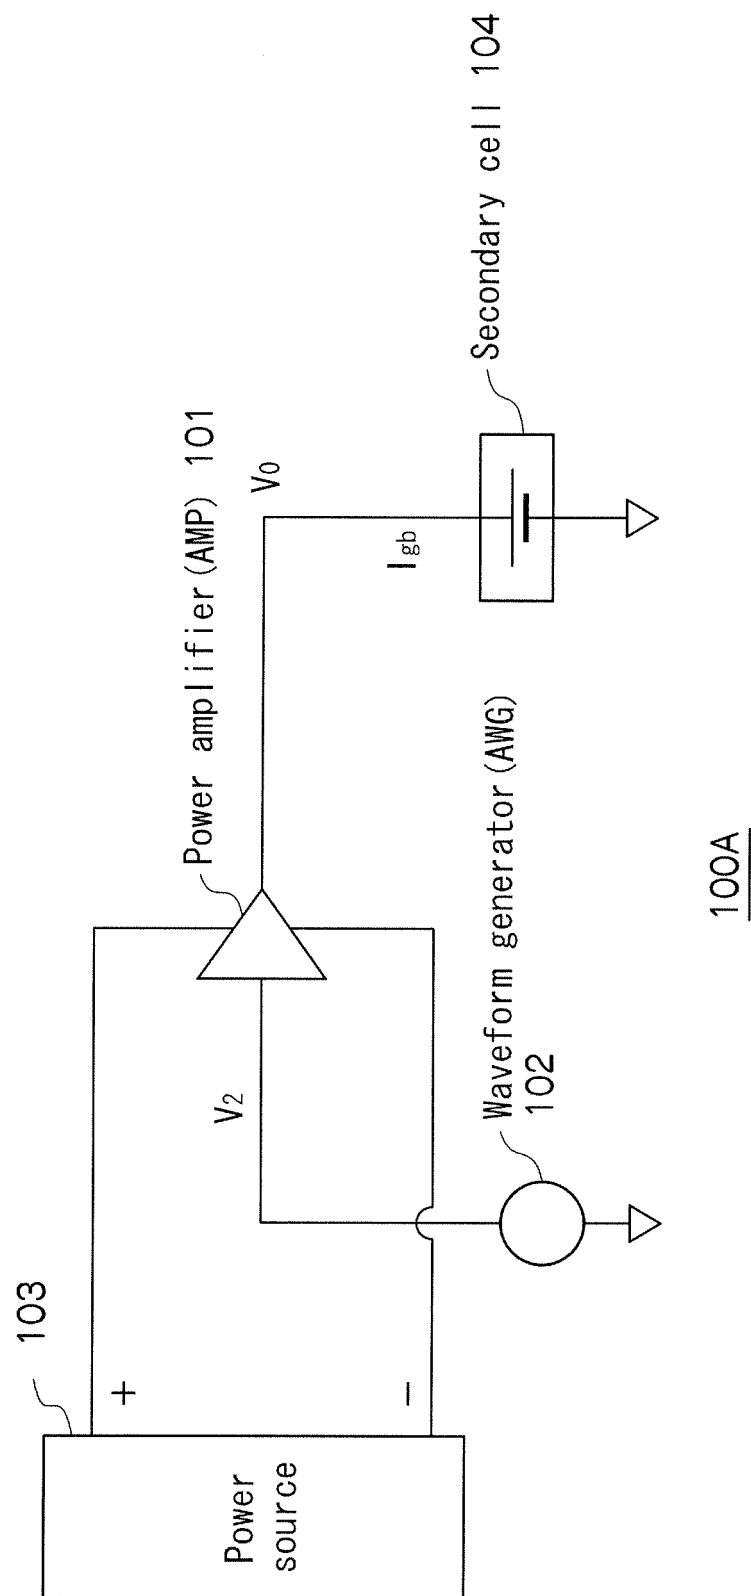 103
Power
source
+
−
V2
Power amplifier(AMP) 101
V0
Igb
Secondary cell 104
Waveform generator(AWG)
102
100A